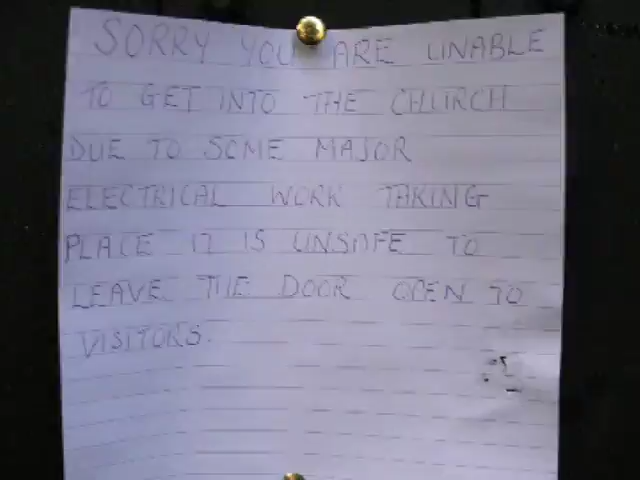 SORRY YOU ARE UNABLE
TO GET INTO THE CHURCH
DUE TO SOME MAJOR
ELECTRICAL WORK TAKING
PLACE IT IS UNSAFE TO
LEAVE THE DOOR OPEN TO
VISITORS.